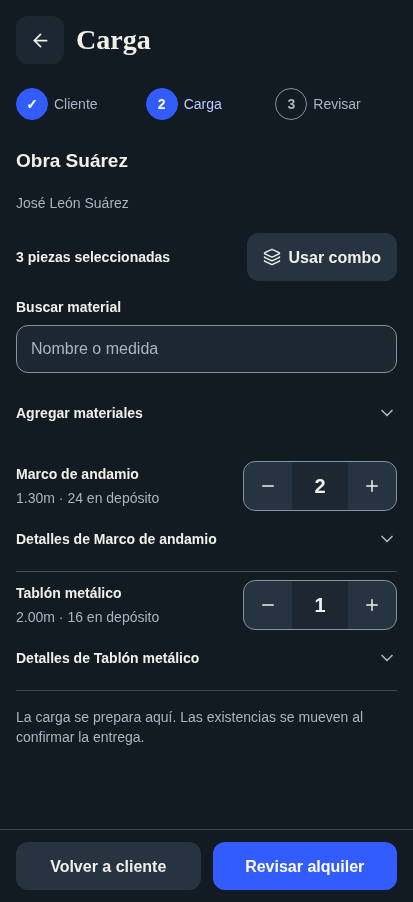 Carga
✓ Cliente 2 Carga 3 Revisar
Obra Suárez
José León Suárez
3 piezas seleccionadas
Usar combo
Buscar material
Nombre o medida
Agregar materiales
Marco de andamio
1.30m · 24 en depósito
− 2 +
Detalles de Marco de andamio
Tablón metálico
2.00m · 16 en depósito
− 1 +
Detalles de Tablón metálico
La carga se prepara aquí. Las existencias se mueven al
confirmar la entrega.
Volver a cliente
Revisar alquiler